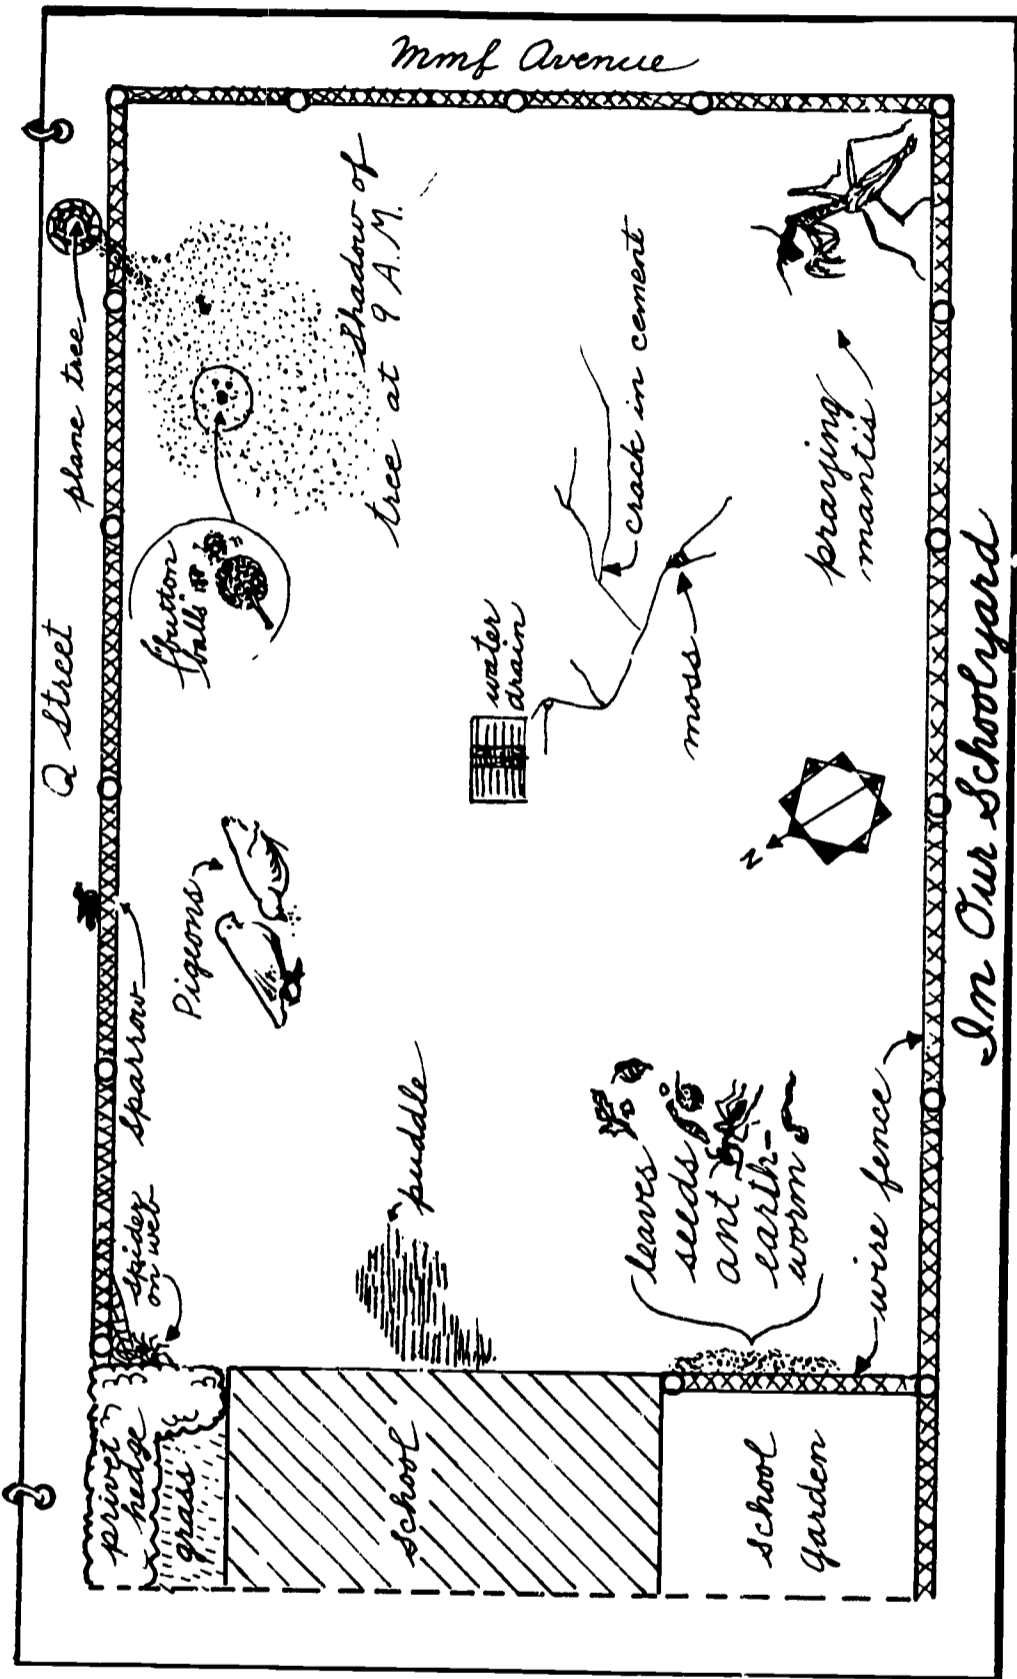 Q Street
privet
hedge
grass
spider
on web
sparrow
Pigeons
"button
balls"
plane tree
Shadow of
tree at 9 A.M.
Mmf Avenue
school
puddle
water
drain
crack in cement
moss
N
leaves
seeds
ant
earth-
worm
praying
mantis
school
garden
wire fence
In Our Schoolyard